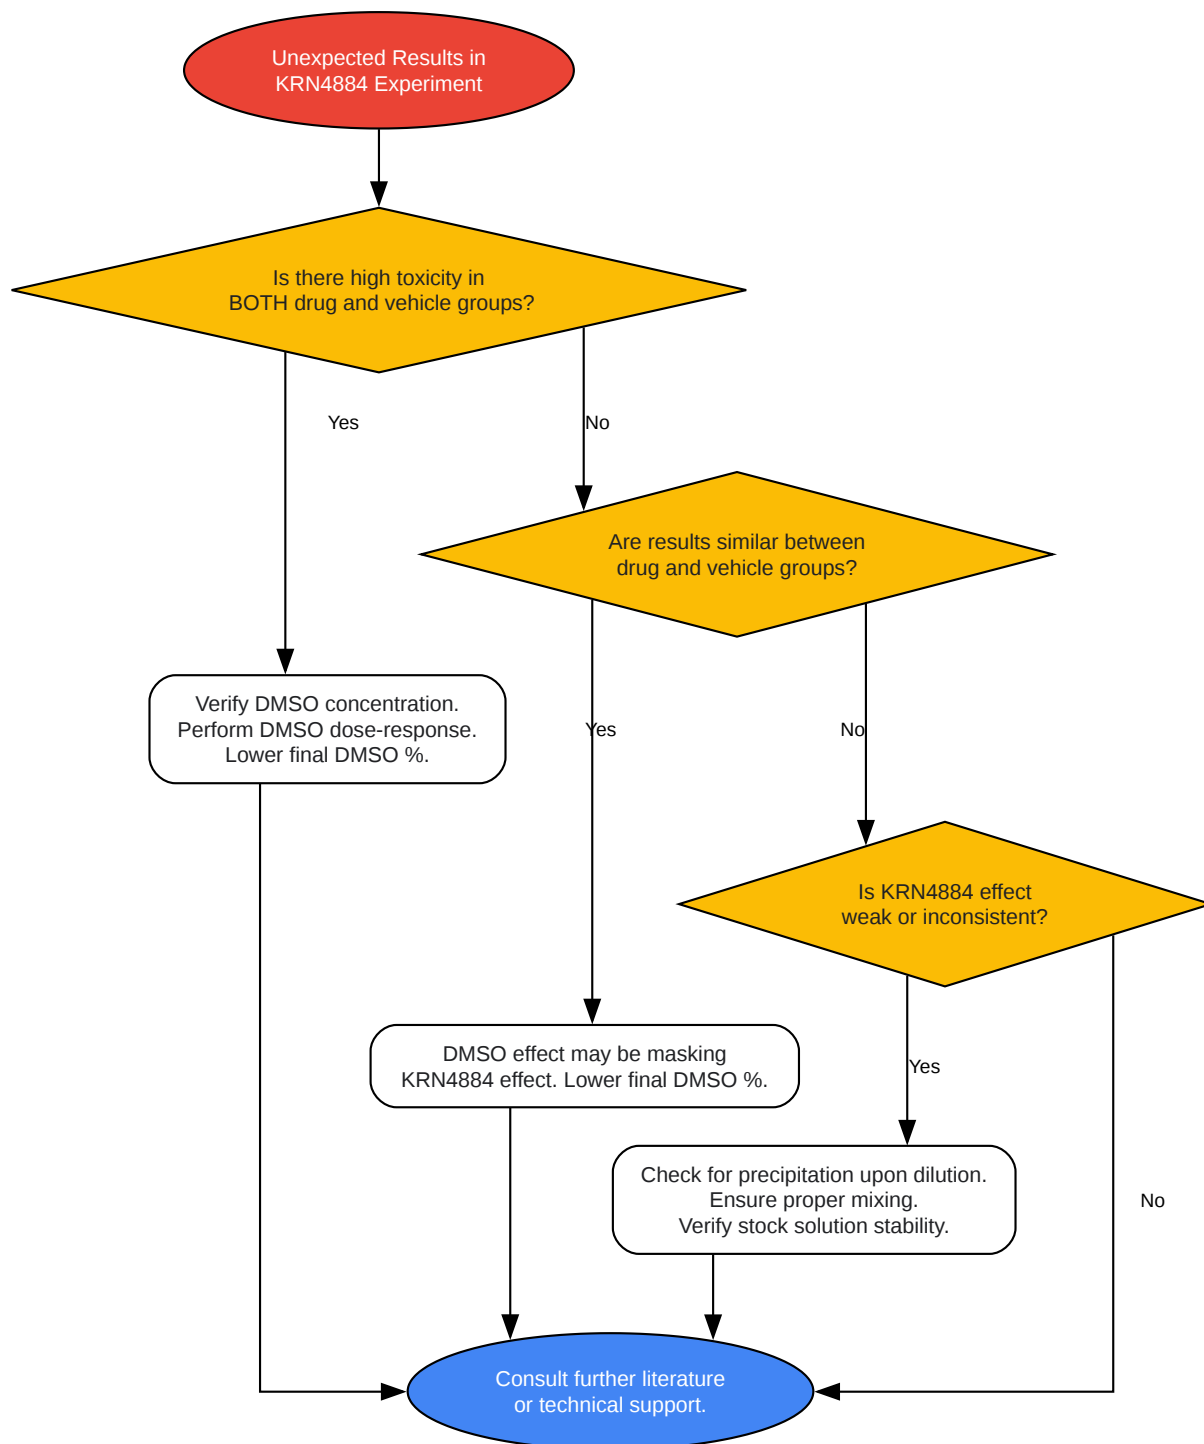 Unexpected Results in
KRN4884 Experiment
Is there high toxicity in
BOTH drug and vehicle groups?
Yes
No
Are results similar between
drug and vehicle groups?
Verify DMSO concentration.
Perform DMSO dose-response.
Lower final DMSO %.
Yes
No
Is KRN4884 effect
weak or inconsistent?
DMSO effect may be masking
KRN4884 effect. Lower final DMSO %.
Yes
Check for precipitation upon dilution.
Ensure proper mixing.
Verify stock solution stability.
No
Consult further literature
or technical support.